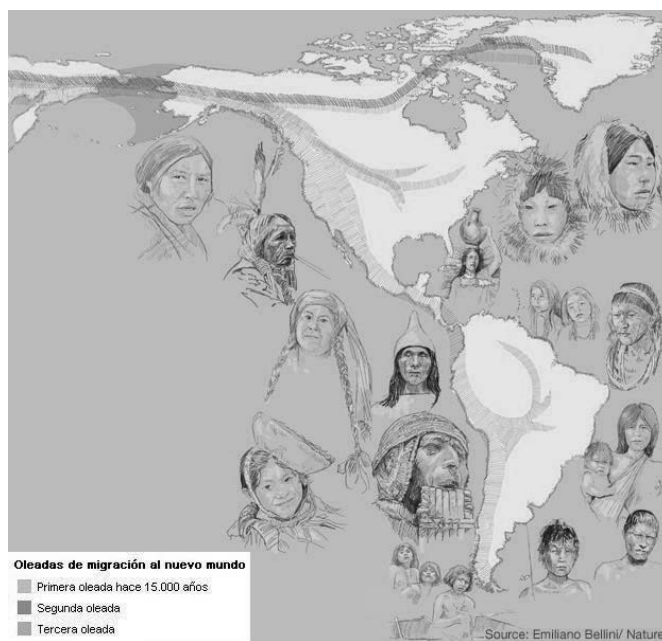 Oleadas de migración al nuevo mundo
Primera oleada hace 15.000 años
Segunda oleada
Tercera oleada
Source: Emiliano Bellini/ Nature